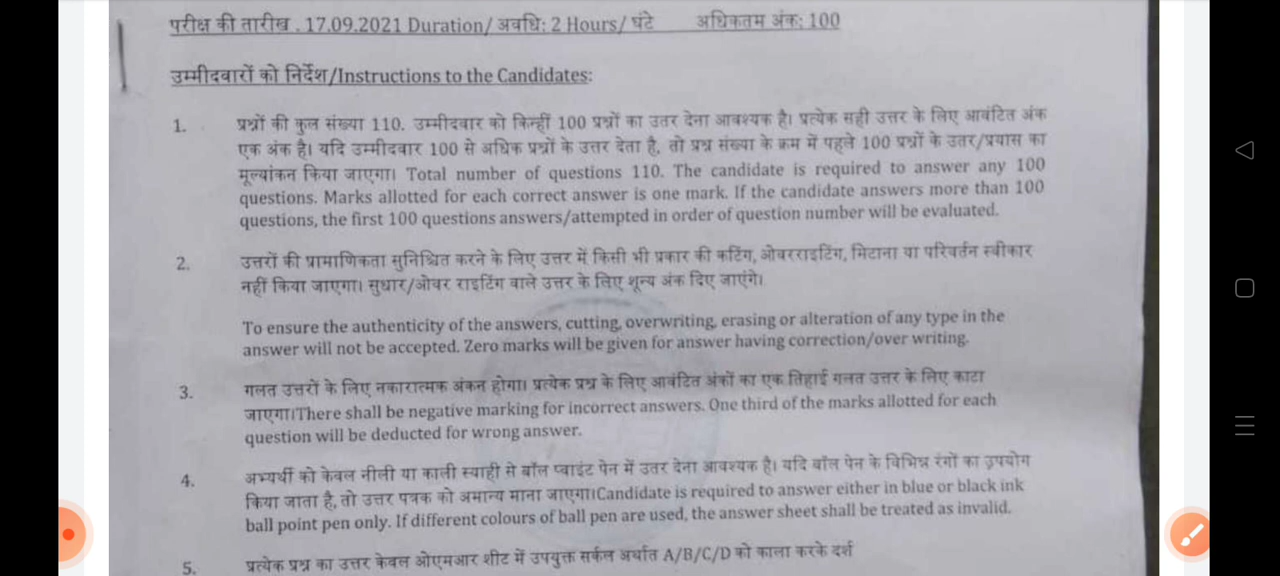 परीक्ष की तारीख . 17.09.2021 Duration/ अवधि: 2 Hours/ घंटे अधिकतम अंक: 100
उम्मीदवारों को निर्देश/Instructions to the Candidates:
1. प्रश्नों की कुल संख्या 110. उम्मीदवार को किन्हीं 100 प्रश्नों का उतर देना आवश्यक है। प्रत्येक सही उत्तर के लिए आवंटित अंक
एक अंक है। यदि उम्मीदवार 100 से अधिक प्रश्नों के उत्तर देता है, तो प्रश्न संख्या के क्रम में पहले 100 प्रश्नों के उतर/प्रयास का
मूल्यांकन किया जाएगा। Total number of questions 110. The candidate is required to answer any 100
questions. Marks allotted for each correct answer is one mark. If the candidate answers more than 100
questions, the first 100 questions answers/attempted in order of question number will be evaluated.
2. उत्तरों की प्रामाणिकता सुनिश्चित करने के लिए उत्तर में किसी भी प्रकार की कटिंग, ओवरराइटिंग, मिटाना या परिवर्तन स्वीकार
नहीं किया जाएगा। सुधार/ओवर राइटिंग वाले उत्तर के लिए शून्य अंक दिए जाएंगे।
To ensure the authenticity of the answers, cutting, overwriting, erasing or alteration of any type in the
answer will not be accepted. Zero marks will be given for answer having correction/over writing.
3. गलत उत्तरों के लिए नकारात्मक अंकन होगा। प्रत्येक प्रश्न के लिए आवंटित अंकों का एक तिहाई गलत उत्तर के लिए काटा
जाएगा।There shall be negative marking for incorrect answers. One third of the marks allotted for each
question will be deducted for wrong answer.
4. अभ्यर्थी को केवल नीली या काली स्याही से बॉल प्वाइंट पेन में उतर देना आवश्यक है। यदि बॉल पेन के विभिन्न रंगों का उपयोग
किया जाता है, तो उत्तर पत्रक को अमान्य माना जाएगा।Candidate is required to answer either in blue or black ink
ball point pen only. If different colours of ball pen are used, the answer sheet shall be treated as invalid.
5. प्रत्येक प्रश्न का उत्तर केवल ओएमआर शीट में उपयुक्त सर्कल अर्थात A/B/C/D को काला करके दर्श